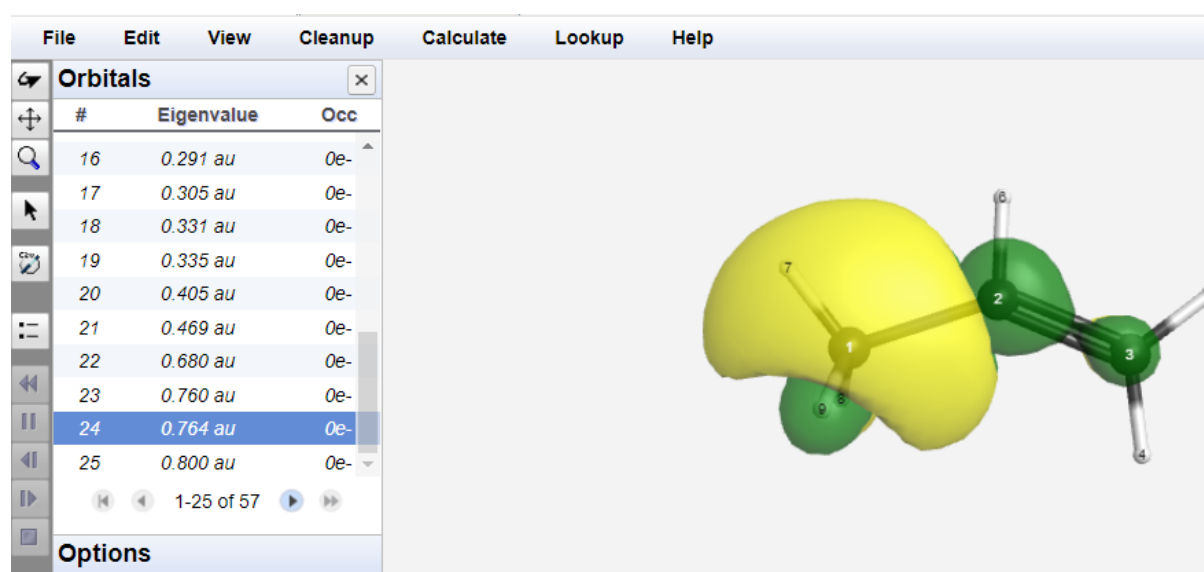 File Edit View Cleanup Calculate Lookup Help
Orbitals
# Eigenvalue Occ
16 0.291 au 0e-
17 0.305 au 0e-
18 0.331 au 0e-
19 0.335 au 0e-
20 0.405 au 0e-
21 0.469 au 0e-
22 0.680 au 0e-
23 0.760 au 0e-
24 0.764 au 0e-
25 0.800 au 0e-
1-25 of 57
Options
6
7
2
1
3
9 8
4